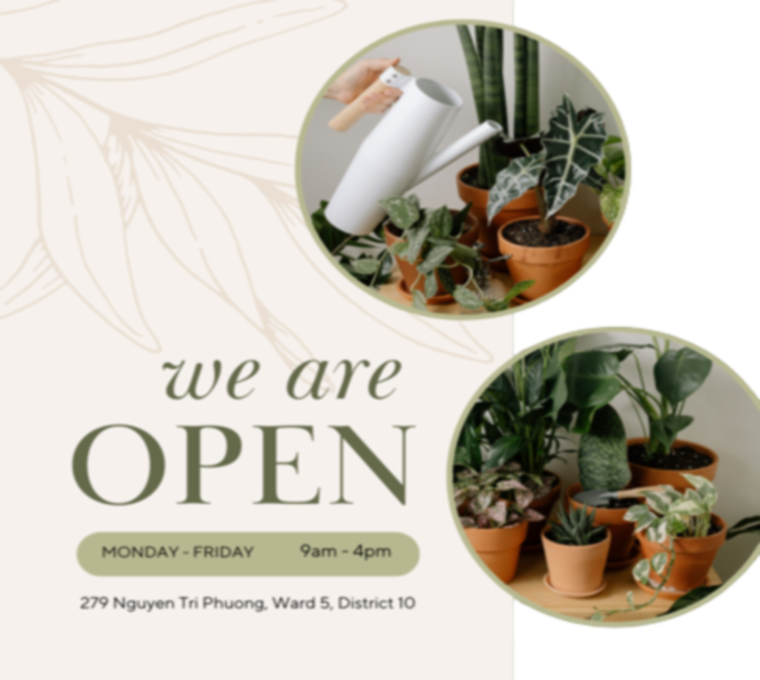 we are
OPEN
MONDAY - FRIDAY 9am - 4pm
279 Nguyen Tri Phuong, Ward 5, District 10